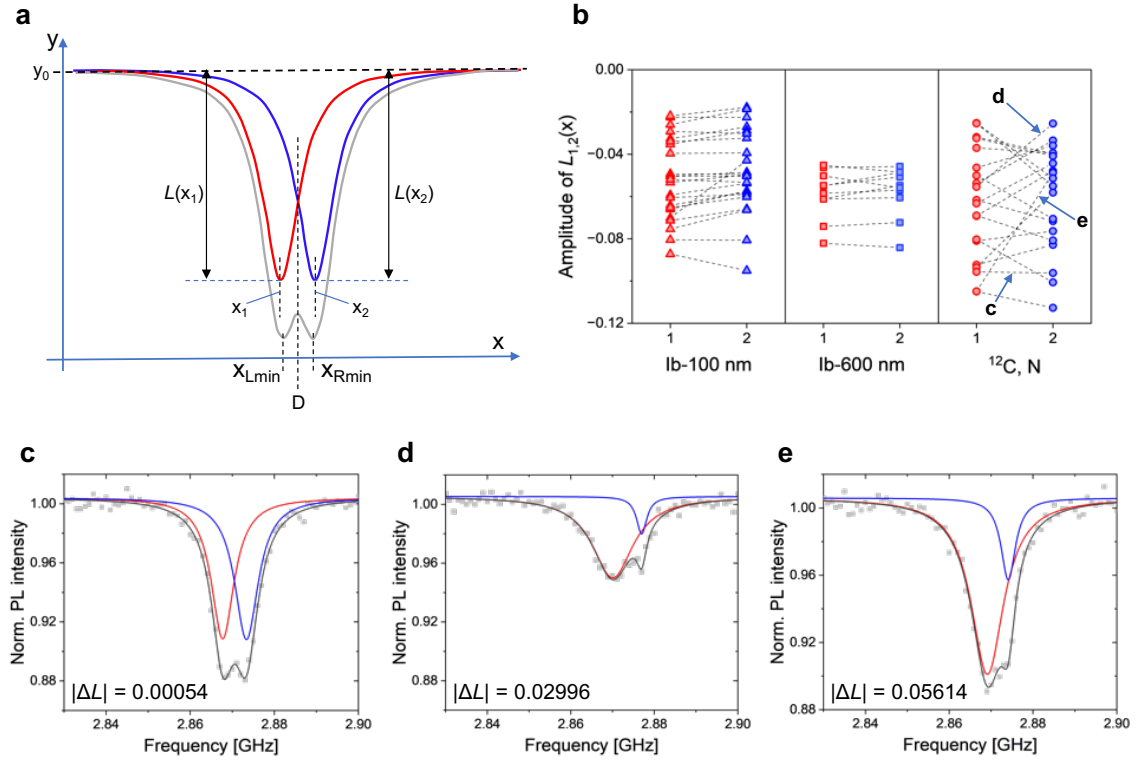 a
y
y0
L(x1)
L(x2)
x1
x2
x
xLmin
xRmin
D
b
Amplitude of L1,2(x)
0.00
−0.04
−0.08
−0.12
d
e
c
1 2 1 2 1 2
Ib-100 nm Ib-600 nm 12C, N
c
Norm. PL intensity
1.00
0.96
0.92
0.88
|ΔL| = 0.00054
2.84 2.86 2.88 2.90
Frequency [GHz]
d
Norm. PL intensity
1.00
0.96
0.92
0.88
|ΔL| = 0.02996
2.84 2.86 2.88 2.90
Frequency [GHz]
e
Norm. PL intensity
1.00
0.96
0.92
0.88
|ΔL| = 0.05614
2.84 2.86 2.88 2.90
Frequency [GHz]